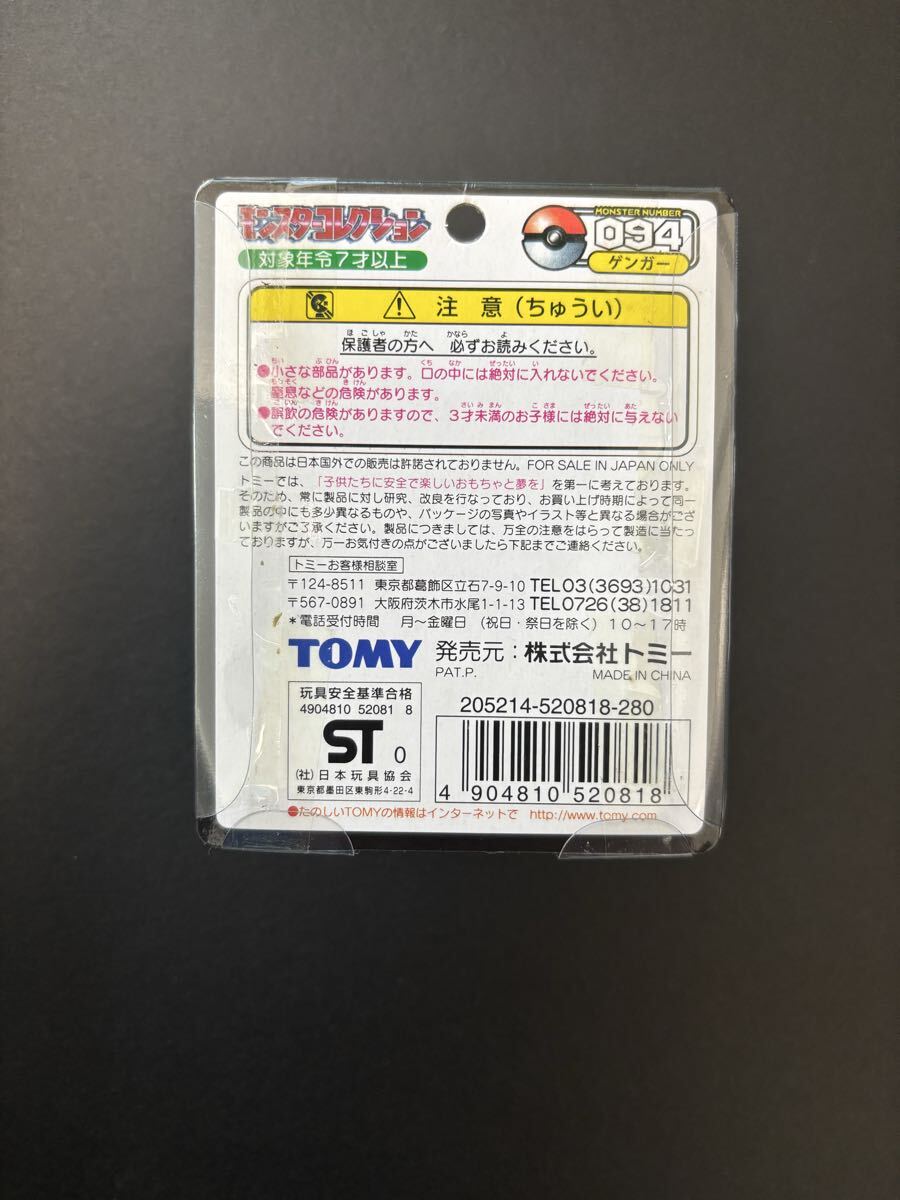 モンスターコレクション
対象年令7才以上
MONSTER NUMBER
094
ゲンガー
注 意（ちゅうい）
保護者の方へ 必ずお読みください。
●小さな部品があります。口の中には絶対に入れないでください。
窒息などの危険があります。
●誤飲の危険がありますので、3才未満のお子様には絶対に与えない
でください。
この商品は日本国外での販売は許諾されておりません。FOR SALE IN JAPAN ONLY
トミーでは、「子供たちに安全で楽しいおもちゃと夢を」を第一に考えております。
そのため、常に製品に対し研究、改良を行なっており、お買い上げ時期によって同一
製品の中にも多少異なるものや、パッケージの写真やイラスト等と異なる場合がござ
いますがご了承ください。製品につきましては、万全の注意をはらって製造に当たっ
ておりますが、万一お気付きの点がございましたら下記までご連絡ください。
トミーお客様相談室
〒124-8511 東京都葛飾区立石7-9-10 TEL03(3693)1031
〒567-0891 大阪府茨木市水尾1-1-13 TEL0726(38)1811
＊電話受付時間 月〜金曜日（祝日・祭日を除く）10〜17時
TOMY 発売元：株式会社トミー
PAT.P. MADE IN CHINA
玩具安全基準合格
4904810 52081 8
ST 0
(社)日本玩具協会
東京都墨田区東駒形4-22-4
205214-520818-280
4 904810 520818
●たのしいTOMYの情報はインターネットで http://www.tomy.com